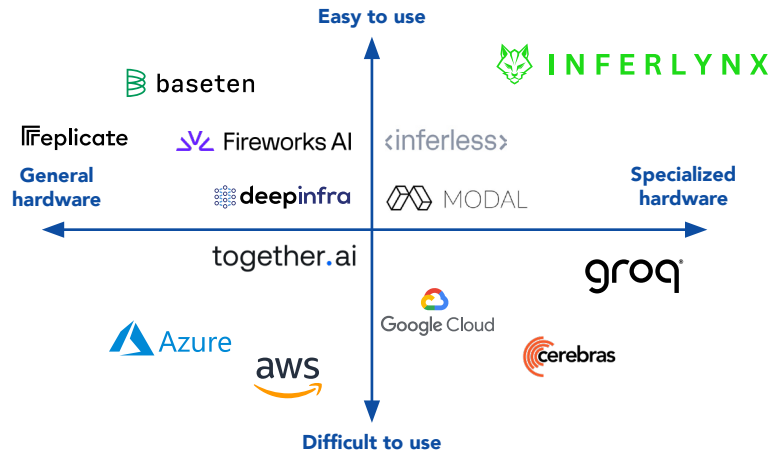 Easy to use
INFERLYNX
baseten
replicate
Fireworks AI
<inferless>
General
hardware
Specialized
hardware
deepinfra
MODAL
together.ai
groq®
Google Cloud
Azure
cerebras
aws
Difficult to use